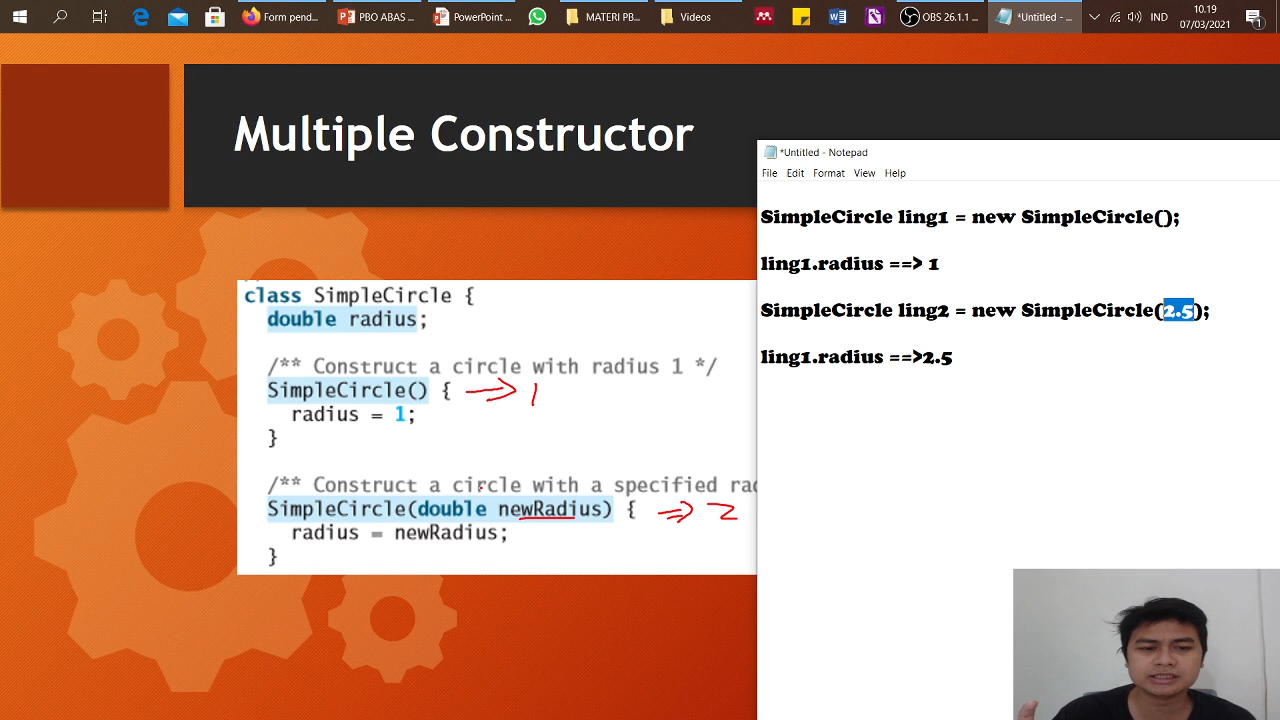 Form pend...
PBO ABAS ...
PowerPoint ...
MATERI PB...
Videos
OBS 26.1.1 ...
*Untitled - ...
IND
10.19
07/03/2021
1
Multiple Constructor
class SimpleCircle {
double radius;
/** Construct a circle with radius 1 */
SimpleCircle() { => 1
radius = 1;
}
/** Construct a circle with a specified rad
SimpleCircle(double newRadius) { => 2
radius = newRadius;
}
*Untitled - Notepad
File Edit Format View Help
SimpleCircle ling1 = new SimpleCircle();
ling1.radius ==> 1
SimpleCircle ling2 = new SimpleCircle(2.5);
ling1.radius ==>2.5